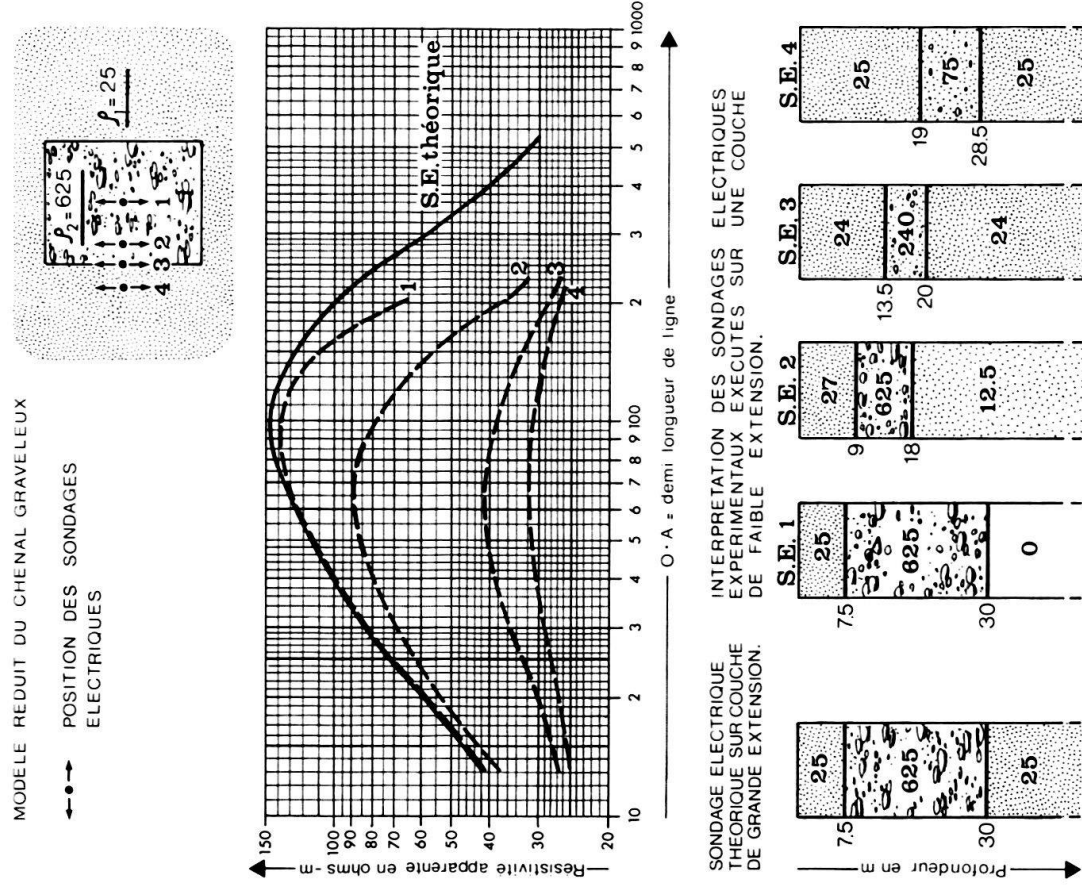 MODELE REDUIT DU CHENAL GRAVELEUX
POSITION DES SONDAGES
ELECTRIQUES
ρ2=625
ρ1=25
4 3 2 1
Résistivité apparente en ohms-m
150
100
90
80
70
60
50
40
30
20
S.E. théorique
1
2
3
4
10 2 3 4 5 6 7 8 9 100 2 3 4 5 6 7 8 9 1000
O·A = demi longueur de ligne
SONDAGE ELECTRIQUE
THEORIQUE SUR COUCHE
DE GRANDE EXTENSION.
INTERPRETATION DES SONDAGES ELECTRIQUES
EXPERIMENTAUX EXECUTES SUR UNE COUCHE
DE FAIBLE EXTENSION.
Profondeur en m
25
7.5
625
30
25
S.E. 1
25
7.5
625
30
0
S.E. 2
27
9
625
18
12.5
S.E. 3
24
13.5
240
20
24
S.E. 4
25
19
75
28.5
25